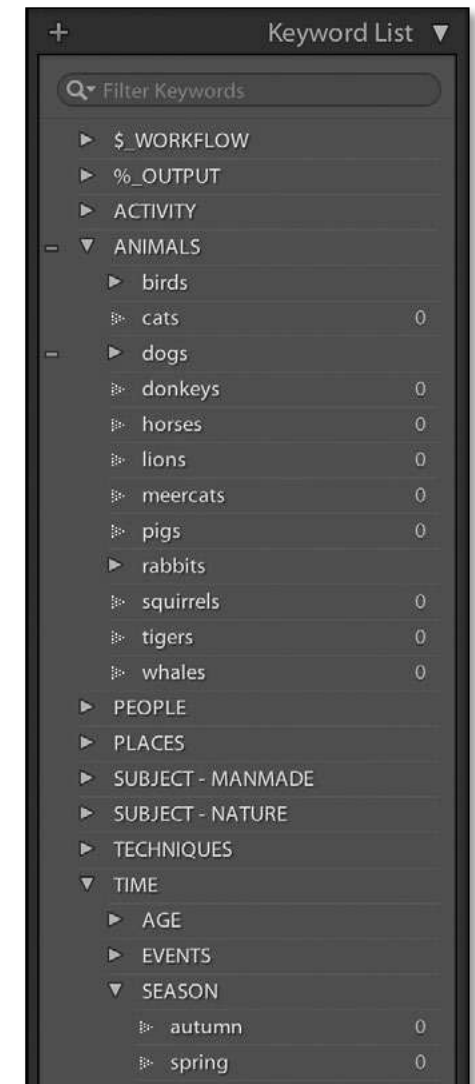 + Keyword List ▼
Filter Keywords
$_WORKFLOW
%_OUTPUT
ACTIVITY
ANIMALS
birds
cats 0
dogs
donkeys 0
horses 0
lions 0
meercats 0
pigs 0
rabbits
squirrels 0
tigers 0
whales 0
PEOPLE
PLACES
SUBJECT - MANMADE
SUBJECT - NATURE
TECHNIQUES
TIME
AGE
EVENTS
SEASON
autumn 0
spring 0